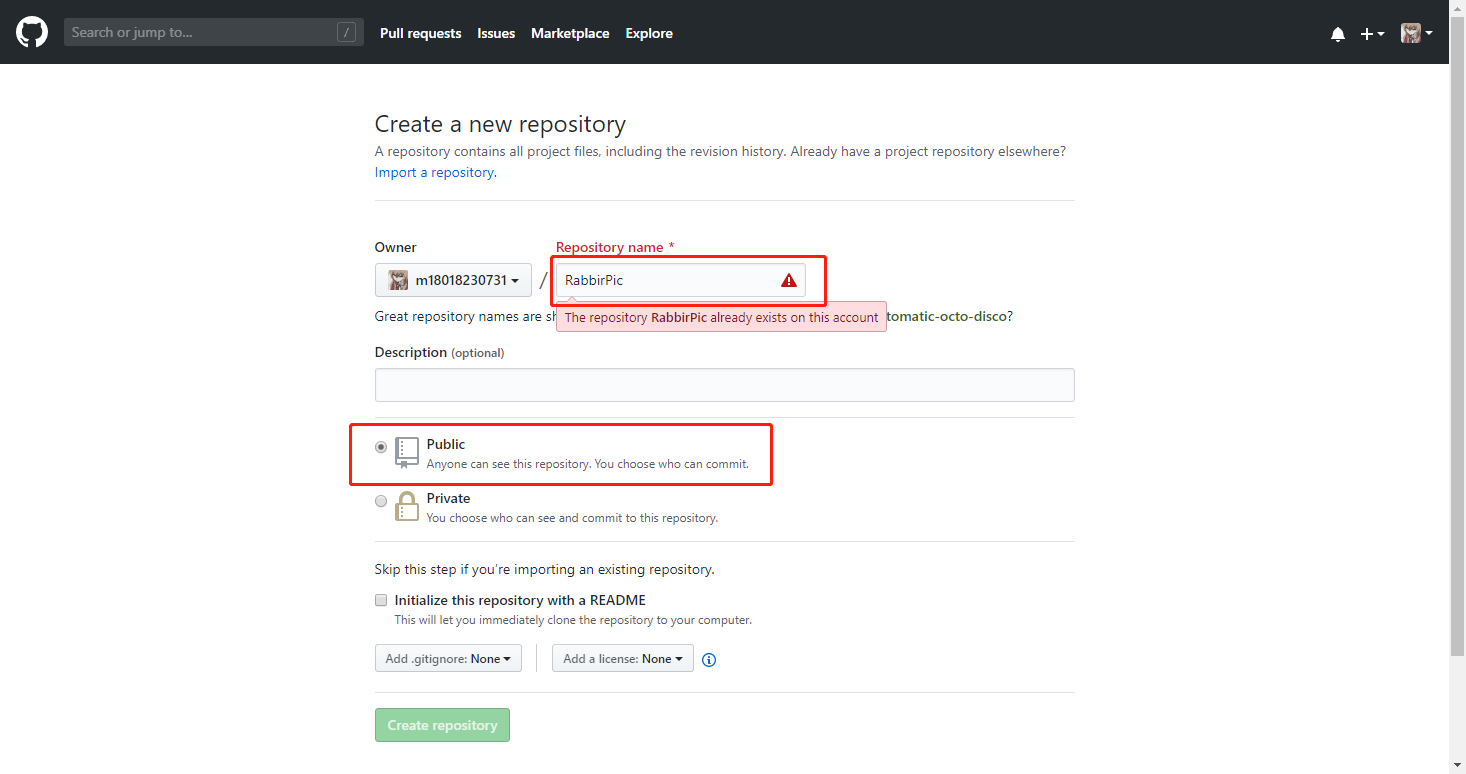 Search or jump to... /
Pull requests Issues Marketplace Explore
Create a new repository
A repository contains all project files, including the revision history. Already have a project repository elsewhere?
Import a repository.
Owner
Repository name *
m18018230731 / RabbirPic
Great repository names are sh
The repository RabbirPic already exists on this account
tomatic-octo-disco?
Description (optional)
Public
Anyone can see this repository. You choose who can commit.
Private
You choose who can see and commit to this repository.
Skip this step if you're importing an existing repository.
Initialize this repository with a README
This will let you immediately clone the repository to your computer.
Add .gitignore: None
Add a license: None
Create repository